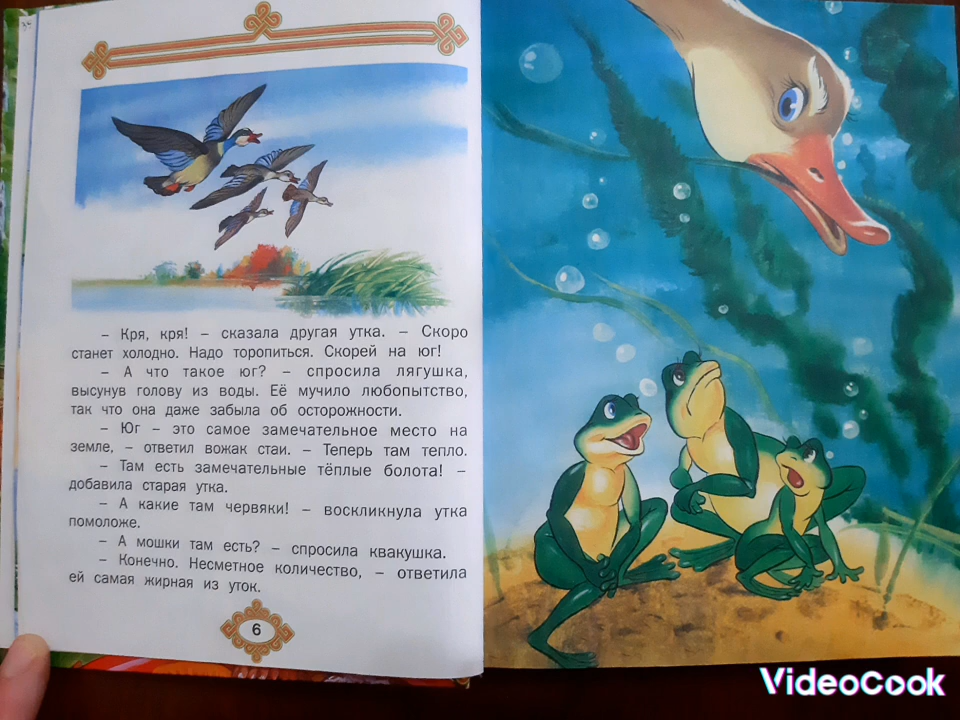 – Кря, кря! – сказала другая утка. – Скоро
станет холодно. Надо торопиться. Скорей на юг!
– А что такое юг? – спросила лягушка,
высунув голову из воды. Её мучило любопытство,
так что она даже забыла об осторожности.
– Юг – это самое замечательное место на
земле, – ответил вожак стаи. – Теперь там тепло.
– Там есть замечательные тёплые болота! –
добавила старая утка.
– А какие там червяки! – воскликнула утка
помоложе.
– А мошки там есть? – спросила квакушка.
– Конечно. Несметное количество, – ответила
ей самая жирная из уток.
6
VideoCook